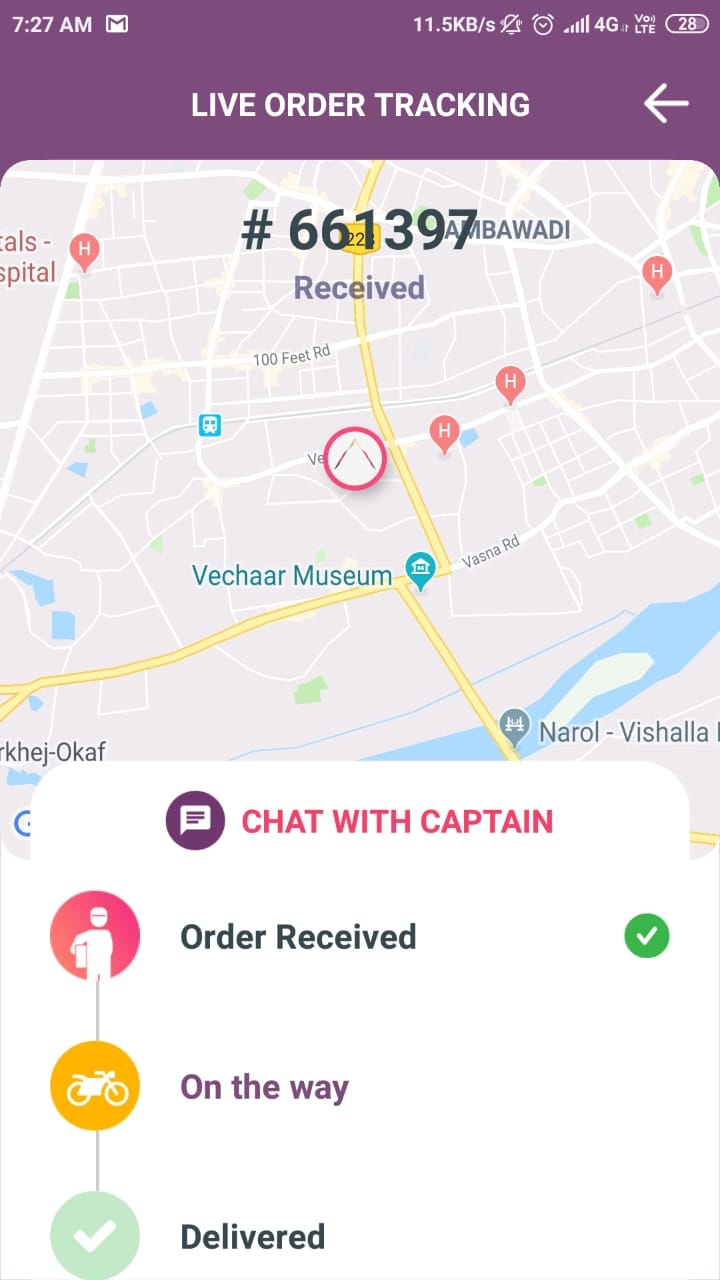 7:27 AM
11.5KB/s 4G Vo) LTE 28
LIVE ORDER TRACKING
# 661397
223
AMBAWADI
tals -
spital
H
H
Received
100 Feet Rd
H
H
Ve
Vechaar Museum
Vasna Rd
Narol - Vishalla
rkhej-Okaf
G
CHAT WITH CAPTAIN
Order Received
On the way
Delivered